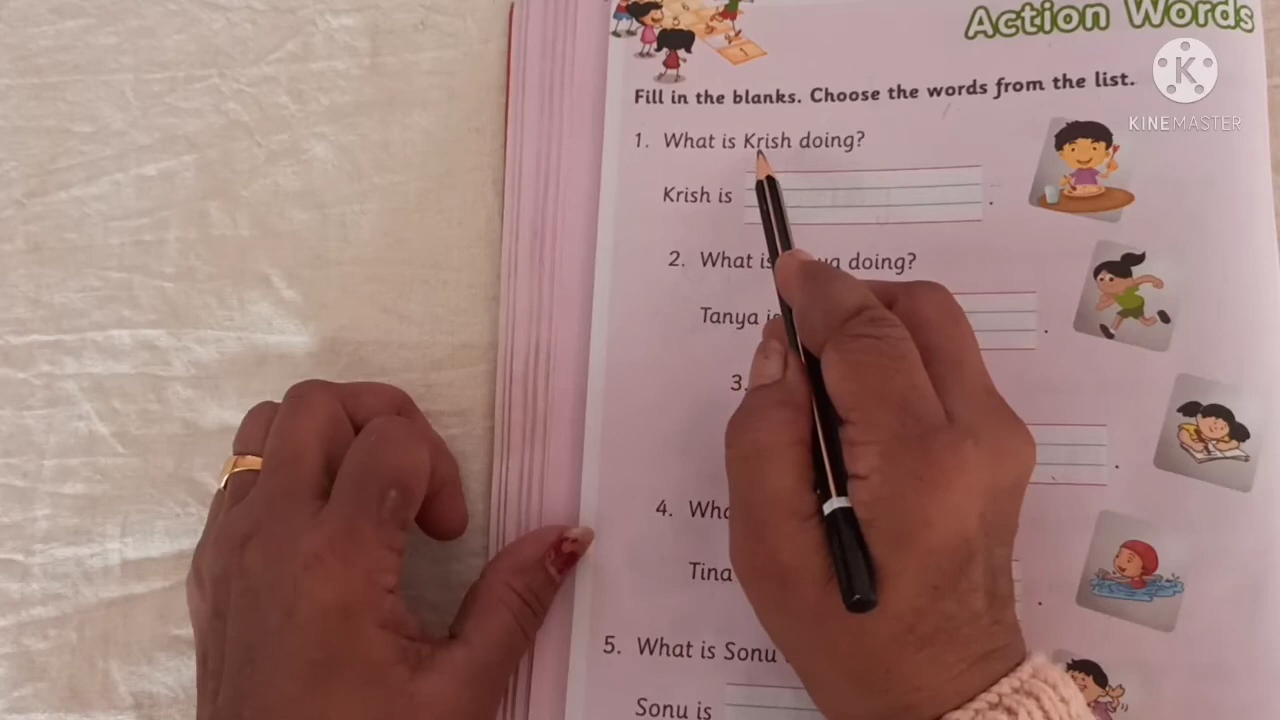 Action Words
KINEMASTER
Fill in the blanks. Choose the words from the list.
1. What is Krish doing?
Krish is .
2. What is doing?
Tanya is .
3.
4.
Tina .
5. What is Sonu
Sonu is